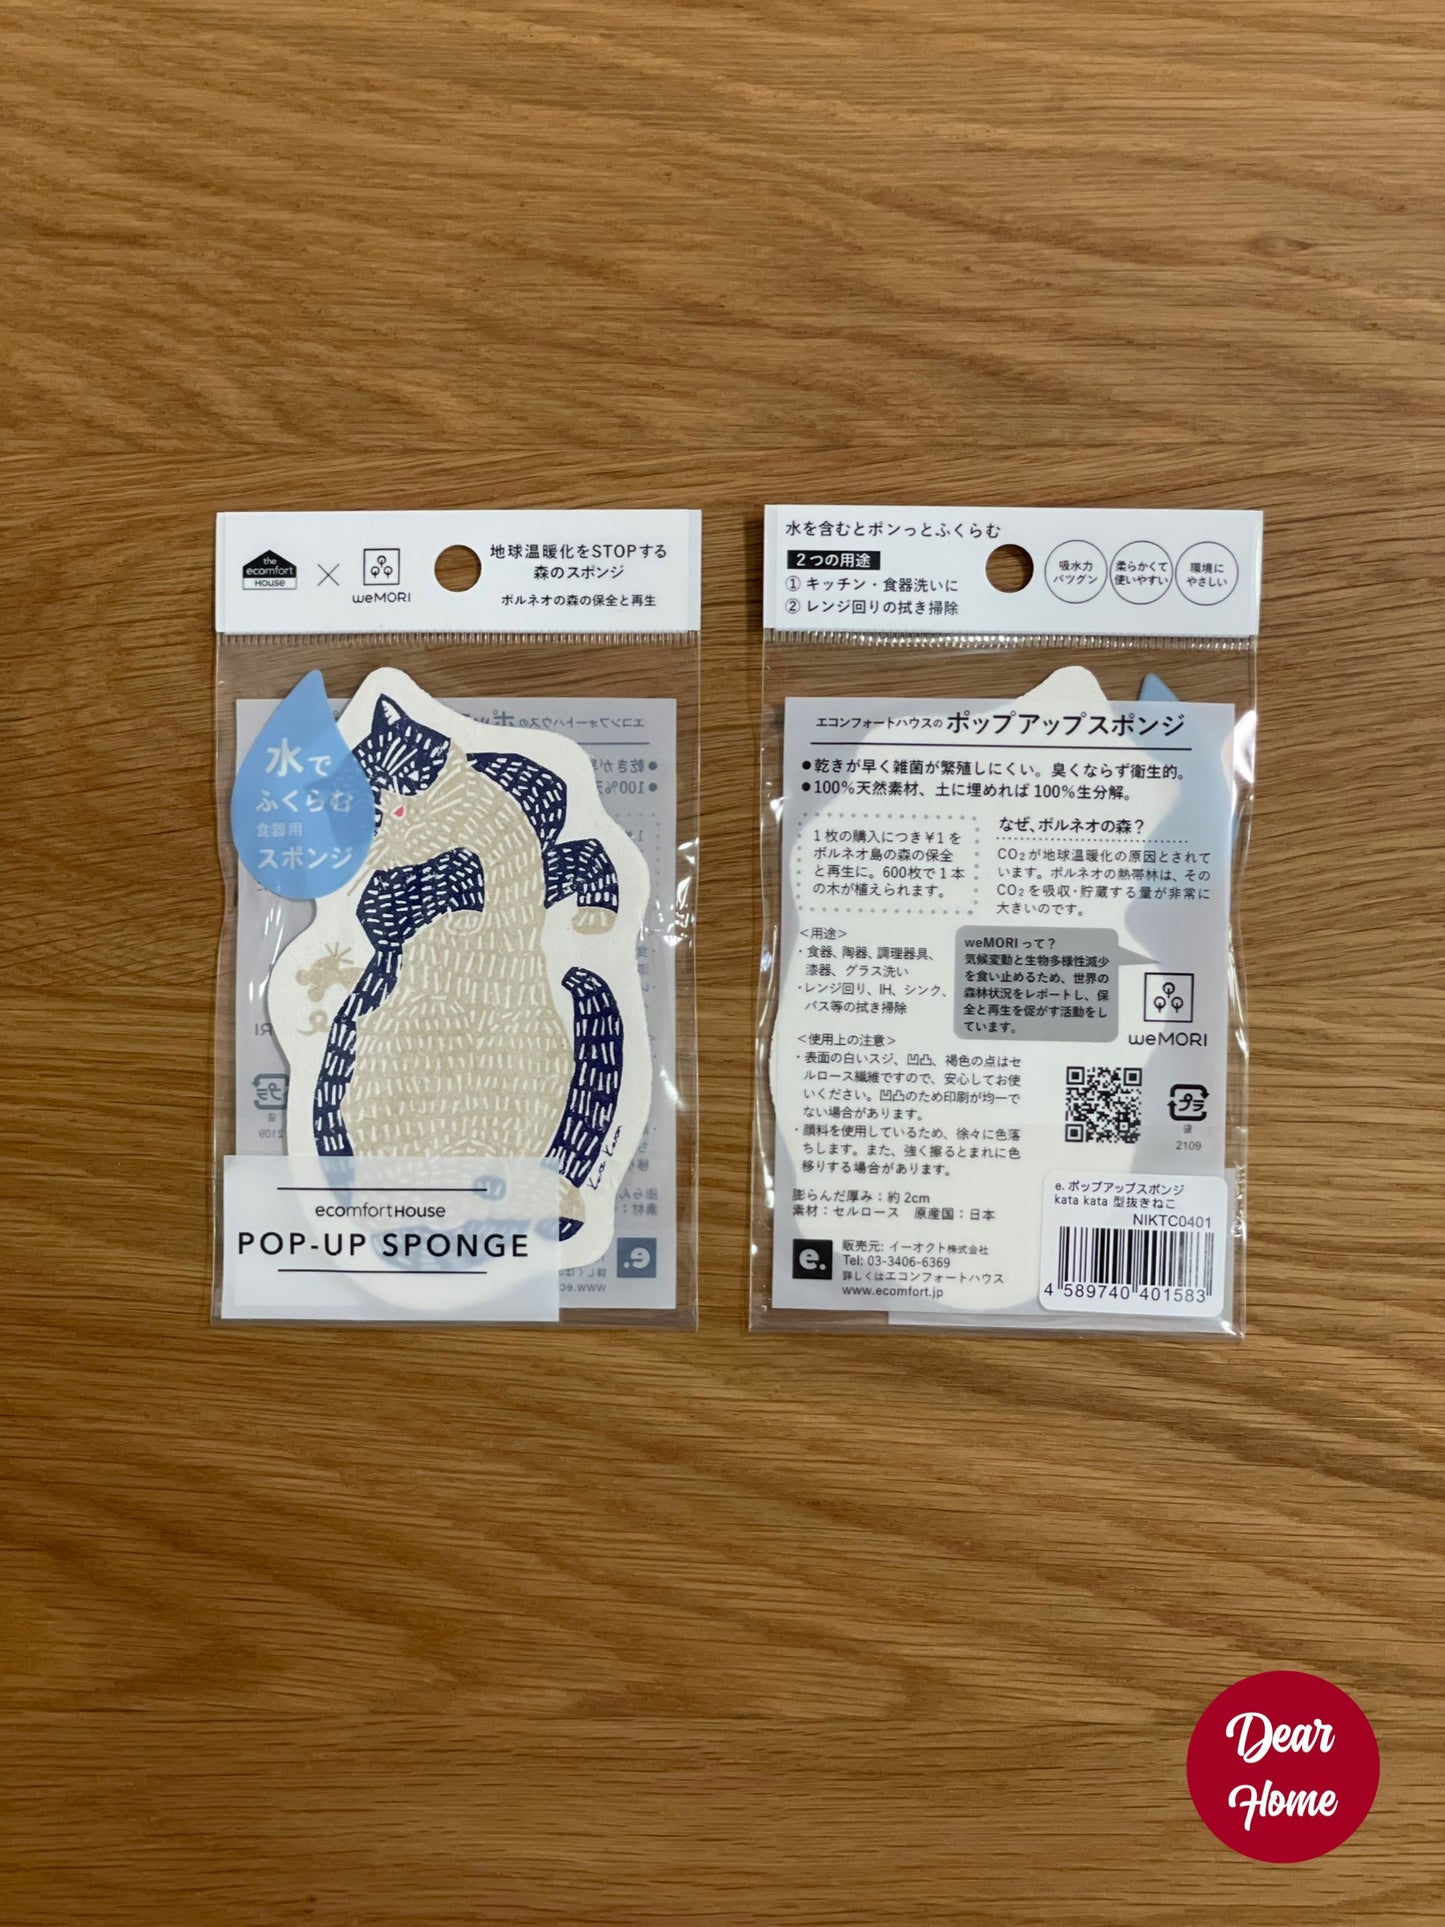 the
ecomfort
House
weMORI
地球温暖化をSTOPする
森のスポンジ
ボルネオの森の保全と再生
水で
ふくらむ
食器用
スポンジ
kata kata
ecomfortHouse
POP-UP SPONGE
水を含むとポンっとふくらむ
2つの用途
① キッチン・食器洗いに
② レンジ回りの拭き掃除
吸水力
バツグン
柔らかくて
使いやすい
環境に
やさしい
エコンフォートハウスの ポップアップスポンジ
●乾きが早く雑菌が繁殖しにくい。臭くならず衛生的。
●100%天然素材、土に埋めれば 100%生分解。
1枚の購入につき¥1を
ボルネオ島の森の保全
と再生に。600枚で1本
の木が植えられます。
なぜ、ボルネオの森?
CO₂が地球温暖化の原因とされて
います。ボルネオの熱帯林は、その
CO₂を吸収・貯蔵する量が非常に
大きいのです。
<用途>
・食器、陶器、調理器具、
漆器、グラス洗い
・レンジ回り、IH、シンク、
バス等の拭き掃除
weMORIって?
気候変動と生物多様性減少
を食い止めるため、世界の
森林状況をレポートし、保
全と再生を促がす活動をし
ています。
weMORI
<使用上の注意>
・表面の白いスジ、凹凸、褐色の点はセ
ルロース繊維ですので、安心してお使
いください。凹凸のため印刷が均一で
ない場合があります。
・顔料を使用しているため、徐々に色落
ちします。また、強く擦るとまれに色
移りする場合があります。
プラ
袋
2109
膨らんだ厚み:約2cm
素材:セルロース 原産国:日本
e.
販売元: イーオクト株式会社
Tel: 03-3406-6369
詳しくはエコンフォートハウス
www.ecomfort.jp
e. ポップアップスポンジ
kata kata 型抜きねこ
NIKTC0401
4 589740 401583
Dear
Home